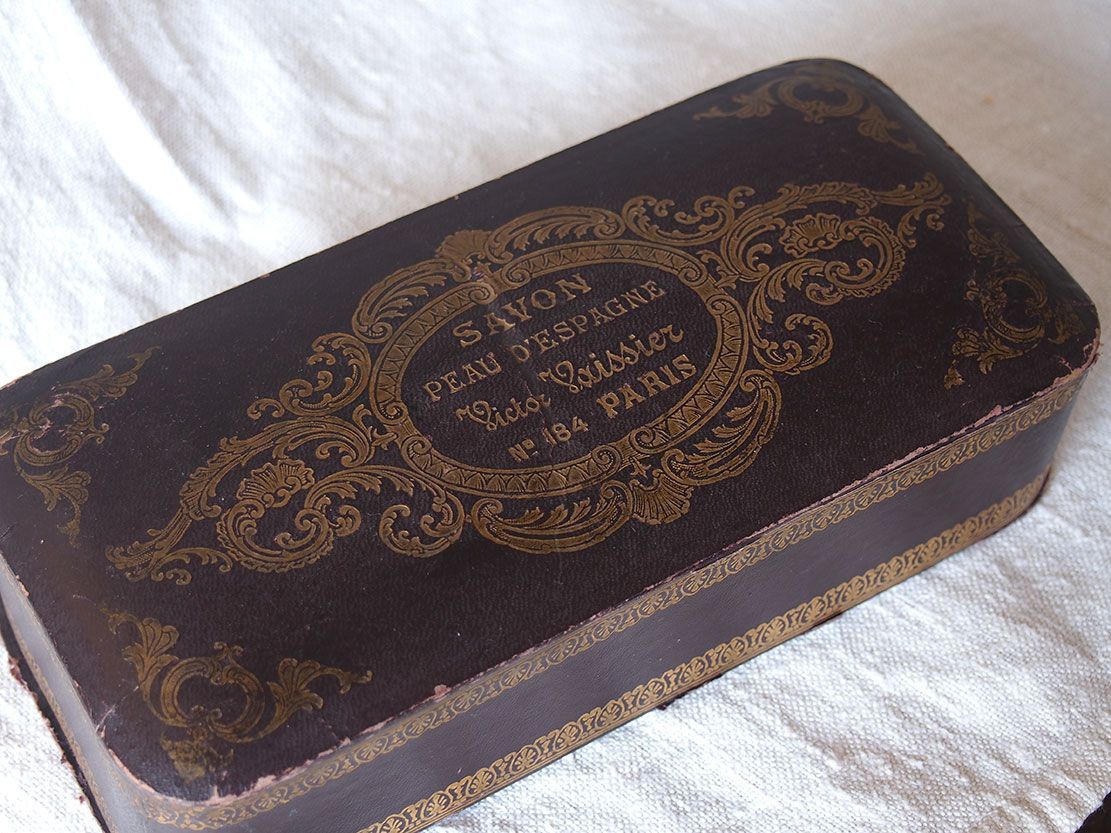 SAVON
PEAU D'ESPAGNE
Victor Vaissier
No. 184 PARIS